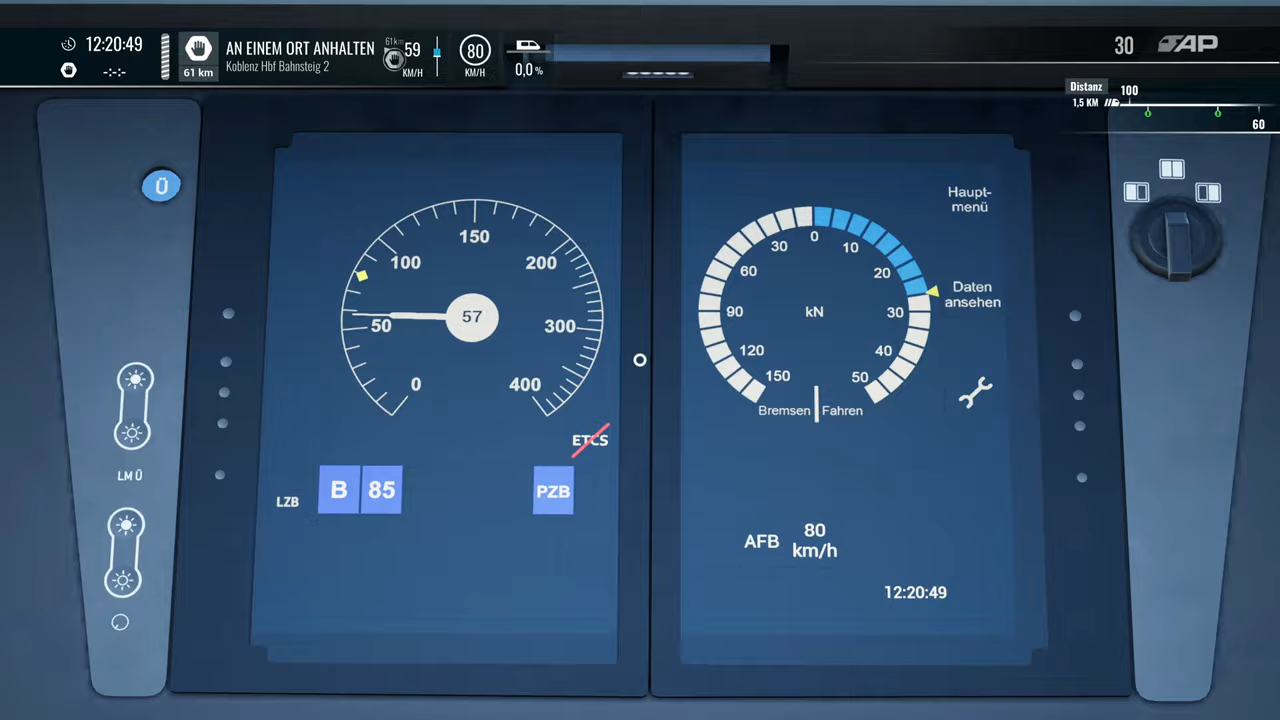 12:20:49
-:-:-
61 km
AN EINEM ORT ANHALTEN
Koblenz Hbf Bahnsteig 2
61km
59
KM/H
80
KM/H
0,0 %
30
AP
Distanz
1,5 KM
100
60
Ü
LM Ü
0
50
100
150
200
300
400
57
ETCS
LZB
B
85
PZB
Haupt-
menü
Daten
ansehen
150
120
90
60
30
0
10
20
30
40
50
kN
Bremsen
Fahren
AFB
80
km/h
12:20:49